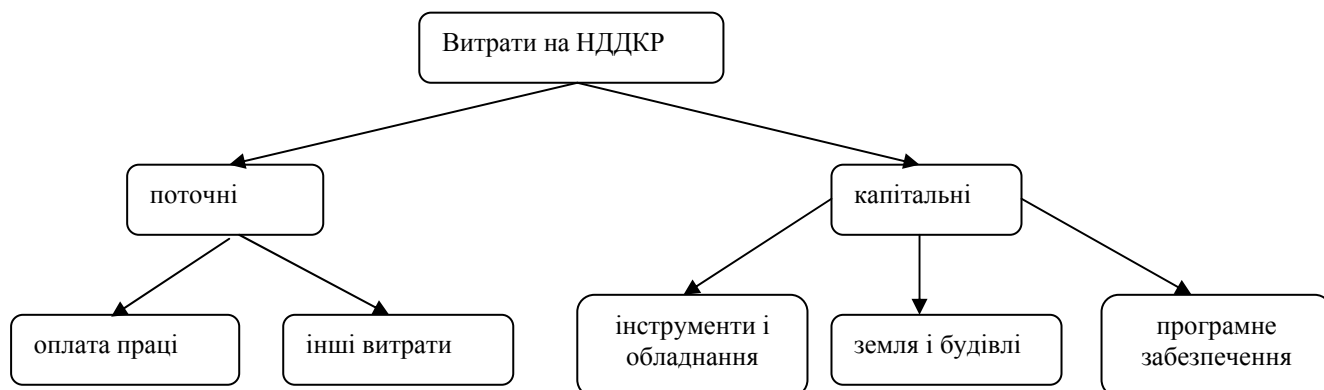 Витрати на НДДКР
поточні
капітальні
оплата праці
інші витрати
інструменти і
обладнання
земля і будівлі
програмне
забезпечення